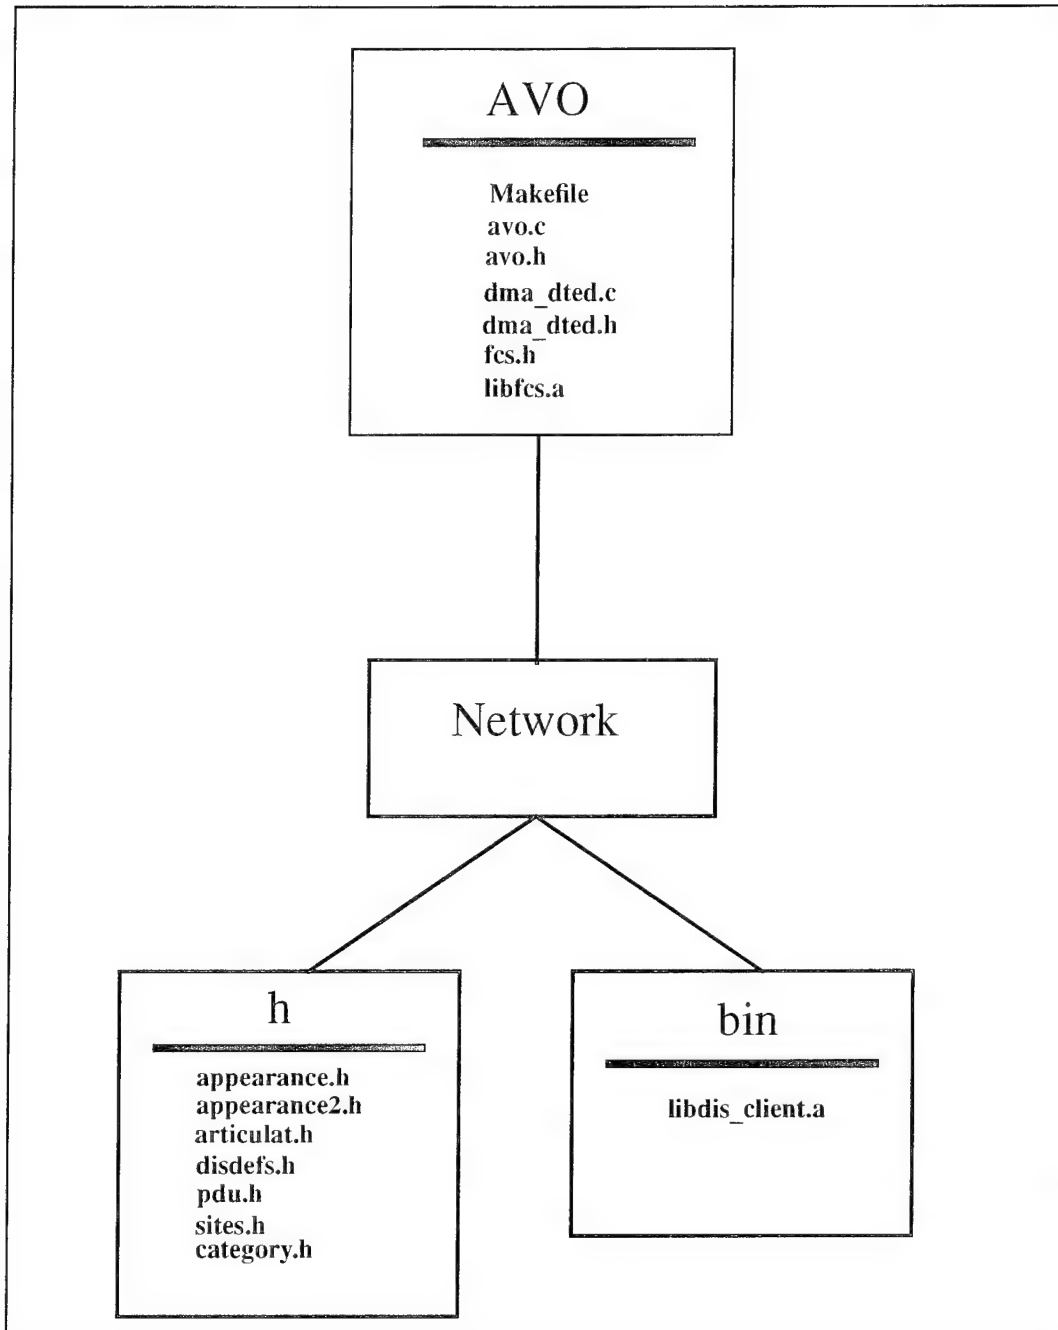 AVO
Makefile
avo.c
avo.h
dma_dted.c
dma_dted.h
fcs.h
libfcs.a
Network
h
appearance.h
appearance2.h
articulat.h
disdefs.h
pdu.h
sites.h
category.h
bin
libdis_client.a